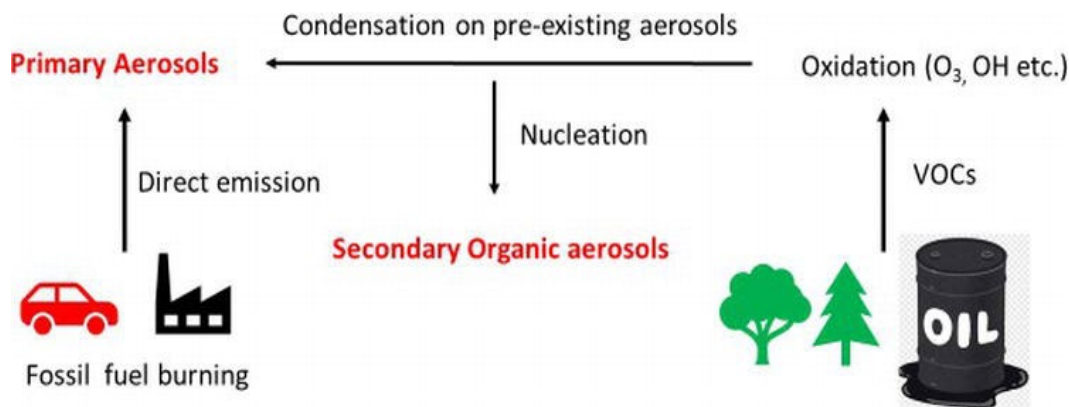 Condensation on pre-existing aerosols
Primary Aerosols
Oxidation (O3, OH etc.)
Nucleation
Direct emission
VOCs
Secondary Organic aerosols
OIL
Fossil fuel burning